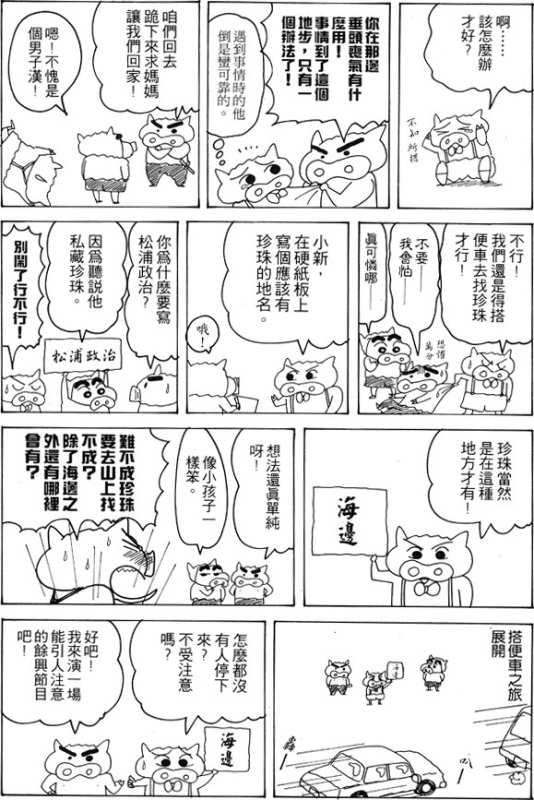 啊……
該怎麼辦
才好？
不知所措
你在那邊
垂頭喪氣有什
麼用！
事情到了這個
地步，只有一
個辦法了！
遇到事情時的他
倒是蠻可靠的。
咱們回去
跪下來求媽媽
讓我們回家！
嗯！不愧是
個男子漢！
不行！
我們還是得搭
便車去找珍珠
才行！
恐懼
萬分
不要——
我會怕——
真可憐哪——
小新，
在硬紙板上
寫個應該有
珍珠的地名。
哦！
你為什麼要寫
松浦政治？
因為聽說他
私藏珍珠。
松浦政治
別鬧了行不行！
珍珠當然
是在這種
地方才有！
海邊
想法還真單純
呀！
像小孩子一
樣笨。
難不成珍珠
要去山上找
不成？
除了海邊之
外還有哪裡
會有？
搭便車之旅
展開
怎麼都沒
有人停下
來？
不受注意
嗎？
海邊
好吧！
我來演一場
能引人注意
的餘興節目
吧！